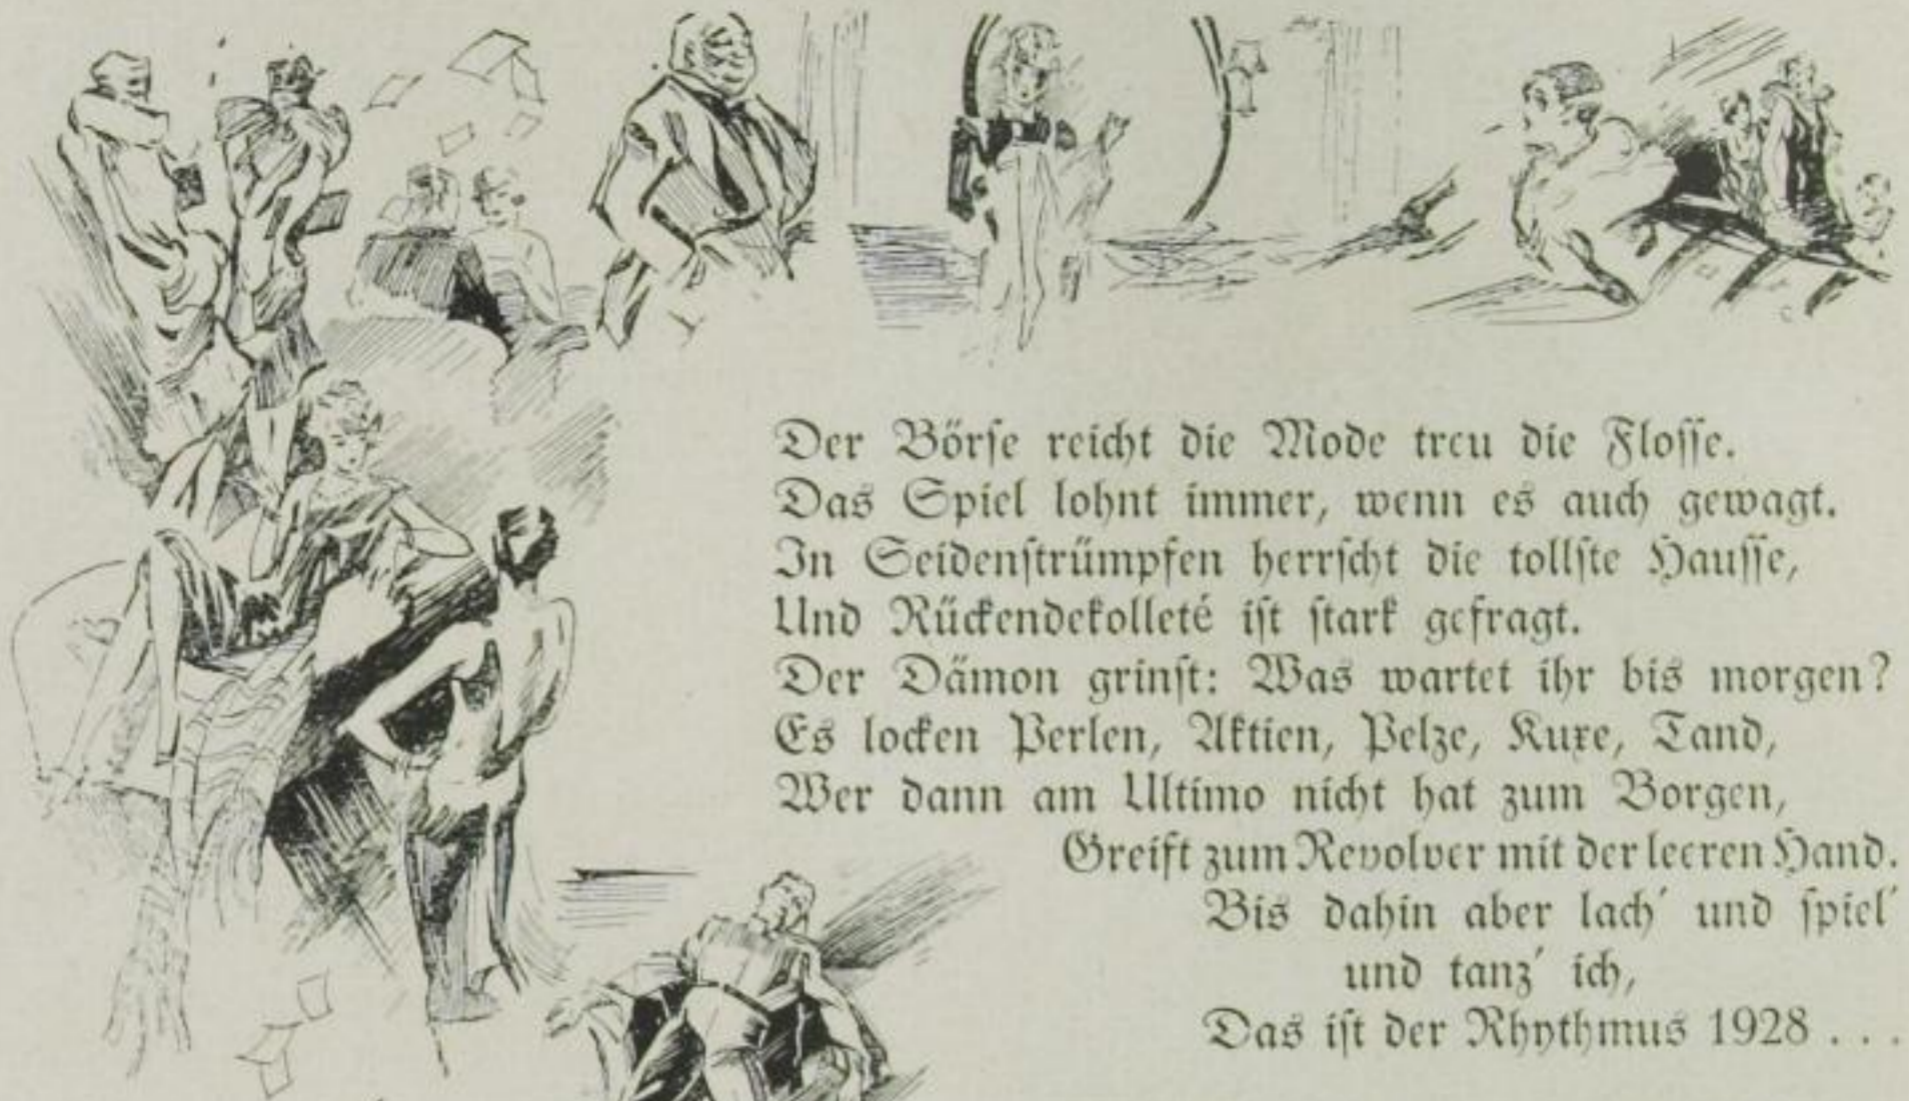 Der Börse reicht die Mode treu die Flosse.
Das Spiel lohnt immer, wenn es auch gewagt.
In Seidenstrümpfen herrscht die tollste Hausse,
Und Rückendekolleté ist stark gefragt.
Der Dämon grinst: Was wartet ihr bis morgen?
Es locken Perlen, Aktien, Pelze, Kuxe, Tand,
Wer dann am Ultimo nicht hat zum Borgen,
Greift zum Revolver mit der leeren Hand.
Bis dahin aber lach' und spiel'
und tanz' ich,
Das ist der Rhythmus 1928 . . .